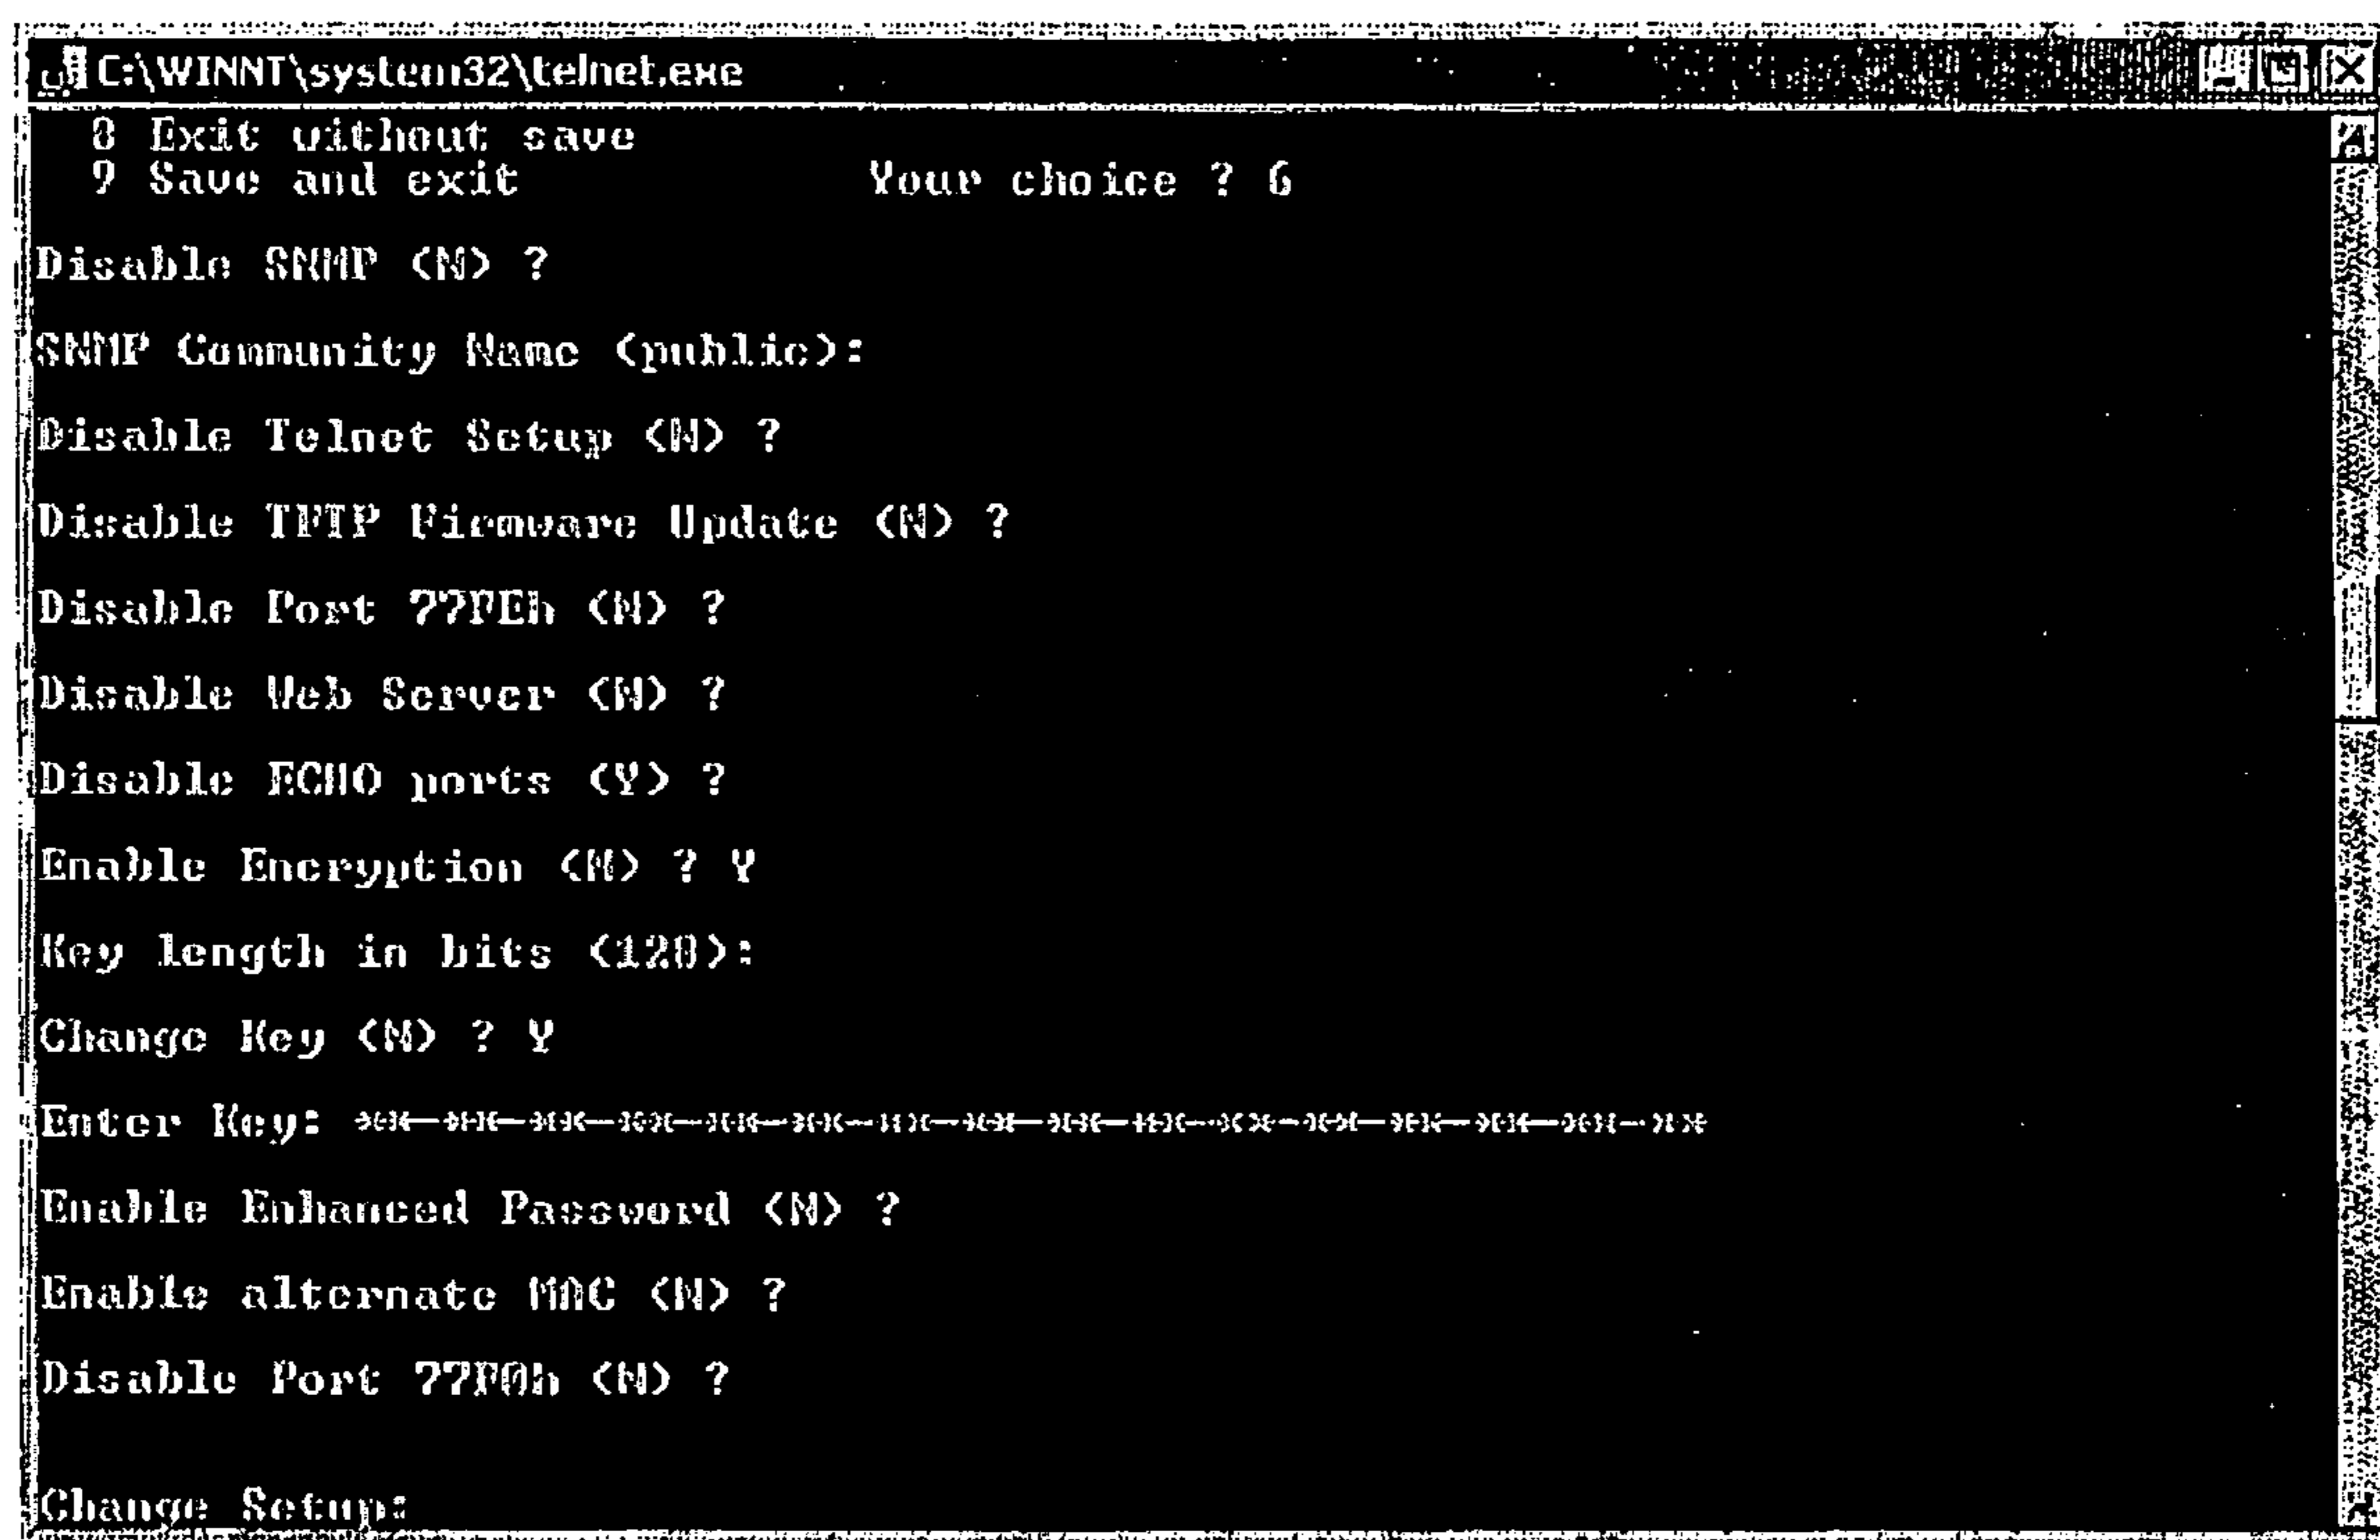 C:\WINNT\system32\telnet.exe
8 Exit without save
9 Save and exit Your choice ? 6
Disable SNMP (N) ?
SNMP Community Name (public):
Disable Telnet Setup (N) ?
Disable TFTP Firmware Update (N) ?
Disable Port 77FEh (N) ?
Disable Web Server (N) ?
Disable ECHO ports (Y) ?
Enable Encryption (N) ? Y
Key length in bits (128):
Change Key (N) ? Y
Enter Key: **-**-**-**-**-**-**-**-**-**-**-**-**-**-**-**
Enable Enhanced Password (N) ?
Enable alternate MAC (N) ?
Disable Port 77F0h (N) ?
Change Setup: